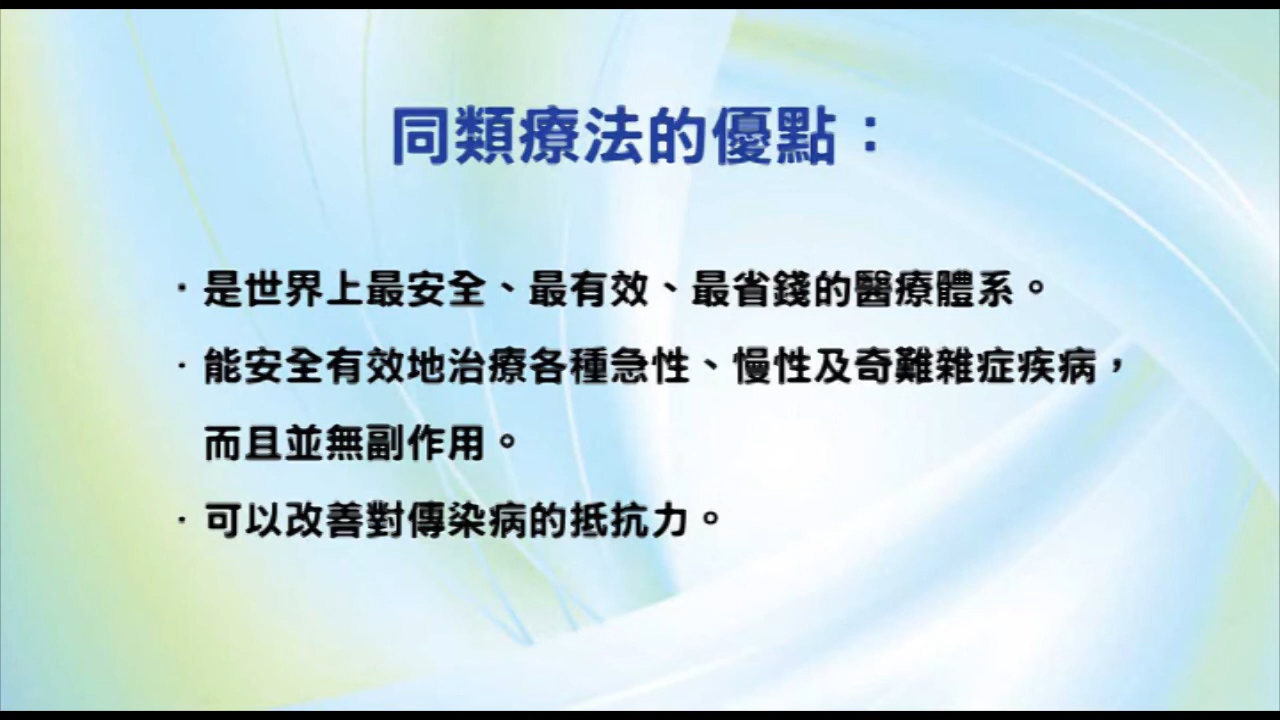 同類療法的優點：
·是世界上最安全、最有效、最省錢的醫療體系。
·能安全有效地治療各種急性、慢性及奇難雜症疾病，
而且並無副作用。
·可以改善對傳染病的抵抗力。